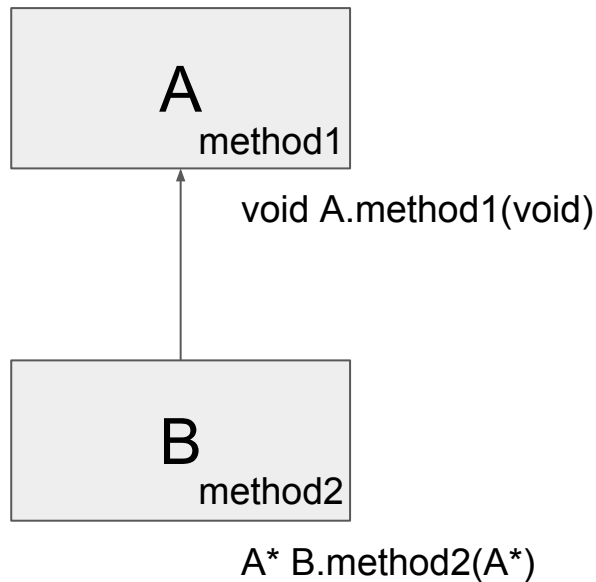 A
method1
void A.method1(void)
B
method2
A* B.method2(A*)